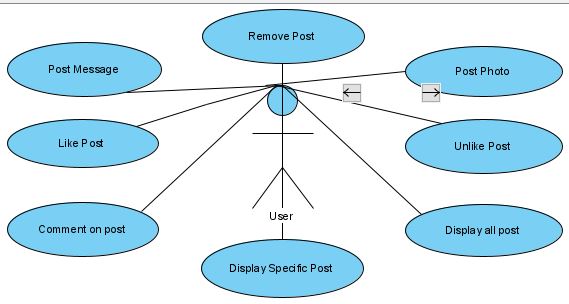 Remove Post
Post Message
Post Photo
Like Post
Unlike Post
User
Comment on post
Display all post
Display Specific Post